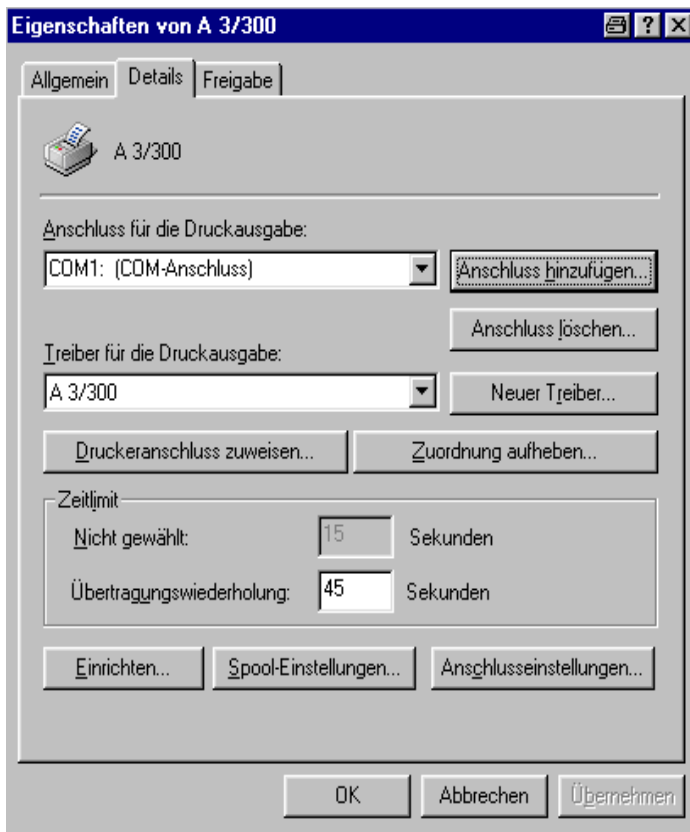 Eigenschaften von A 3/300
Allgemein Details Freigabe
A 3/300
Anschluss für die Druckausgabe:
COM1: (COM-Anschluss) Anschluss hinzufügen...
Anschluss löschen...
Treiber für die Druckausgabe:
A 3/300 Neuer Treiber...
Druckeranschluss zuweisen... Zuordnung aufheben...
Zeitlimit
Nicht gewählt: 15 Sekunden
Übertragungswiederholung: 45 Sekunden
Einrichten... Spool-Einstellungen... Anschlusseinstellungen...
OK Abbrechen Übernehmen